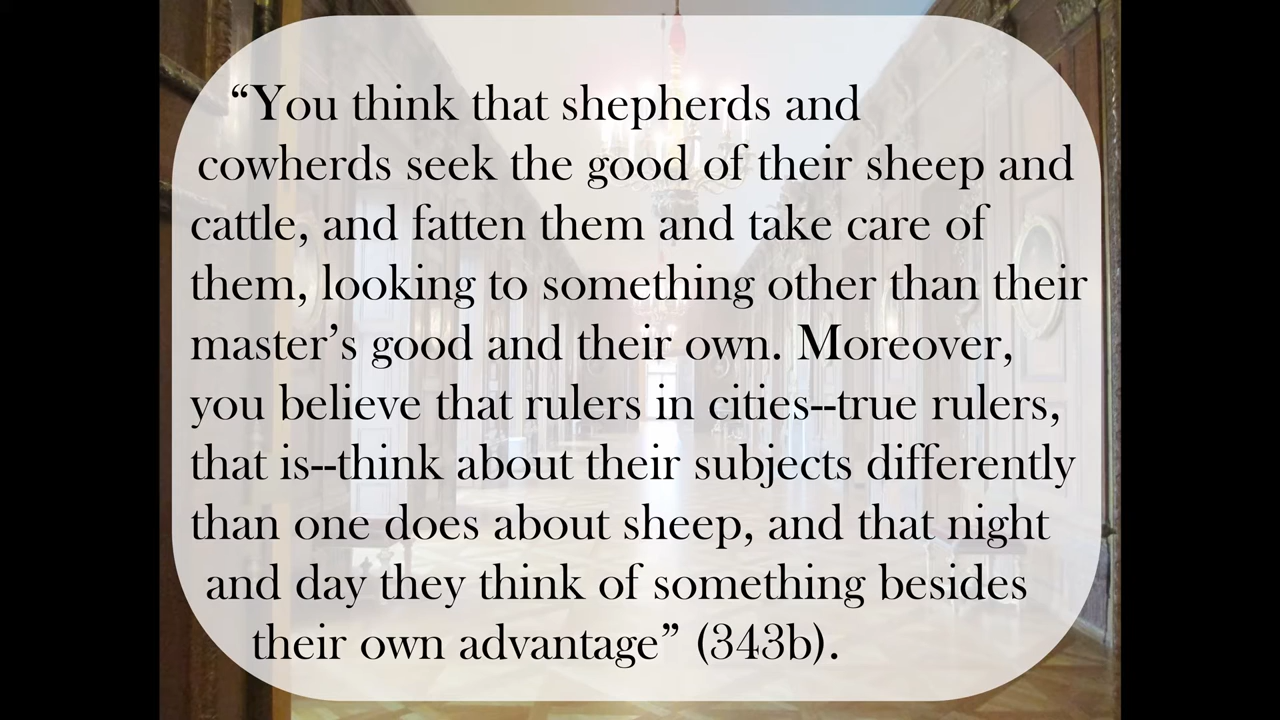 “You think that shepherds and
cowherds seek the good of their sheep and
cattle, and fatten them and take care of
them, looking to something other than their
master’s good and their own. Moreover,
you believe that rulers in cities--true rulers,
that is--think about their subjects differently
than one does about sheep, and that night
and day they think of something besides
their own advantage” (343b).